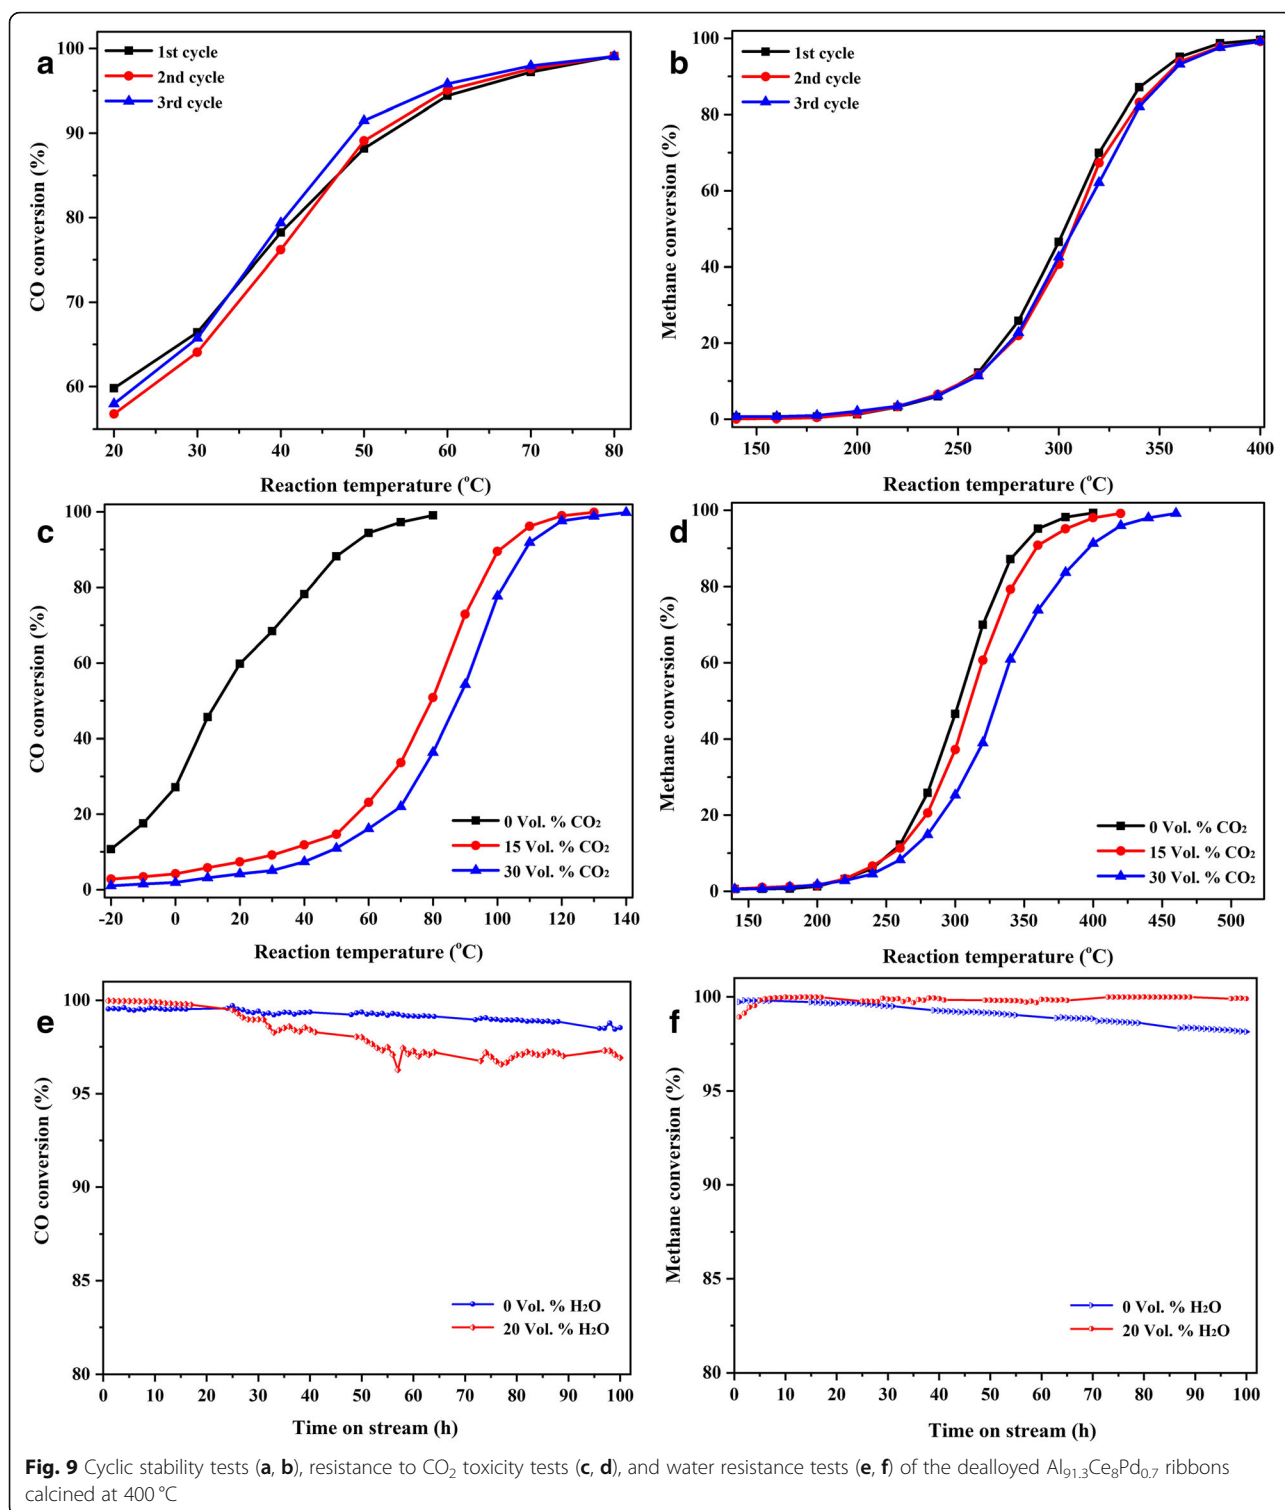 a
1st cycle
2nd cycle
3rd cycle
CO conversion (%)
100
90
80
70
60
20 30 40 50 60 70 80
Reaction temperature (°C)
b
1st cycle
2nd cycle
3rd cycle
Methane conversion (%)
100
80
60
40
20
0
150 200 250 300 350 400
Reaction temperature (°C)
c
CO conversion (%)
100
80
60
40
20
0
0 Vol. % CO₂
15 Vol. % CO₂
30 Vol. % CO₂
-20 0 20 40 60 80 100 120 140
Reaction temperature (°C)
d
Methane conversion (%)
100
80
60
40
20
0
0 Vol. % CO₂
15 Vol. % CO₂
30 Vol. % CO₂
150 200 250 300 350 400 450 500
Reaction temperature (°C)
e
CO conversion (%)
100
95
90
85
80
0 Vol. % H₂O
20 Vol. % H₂O
0 10 20 30 40 50 60 70 80 90 100
Time on stream (h)
f
Methane conversion (%)
100
95
90
85
80
0 Vol. % H₂O
20 Vol. % H₂O
0 10 20 30 40 50 60 70 80 90 100
Time on stream (h)
Fig. 9 Cyclic stability tests (a, b), resistance to CO₂ toxicity tests (c, d), and water resistance tests (e, f) of the dealloyed Al₉₁.₃Ce₈Pd₀.₇ ribbons
calcined at 400 °C